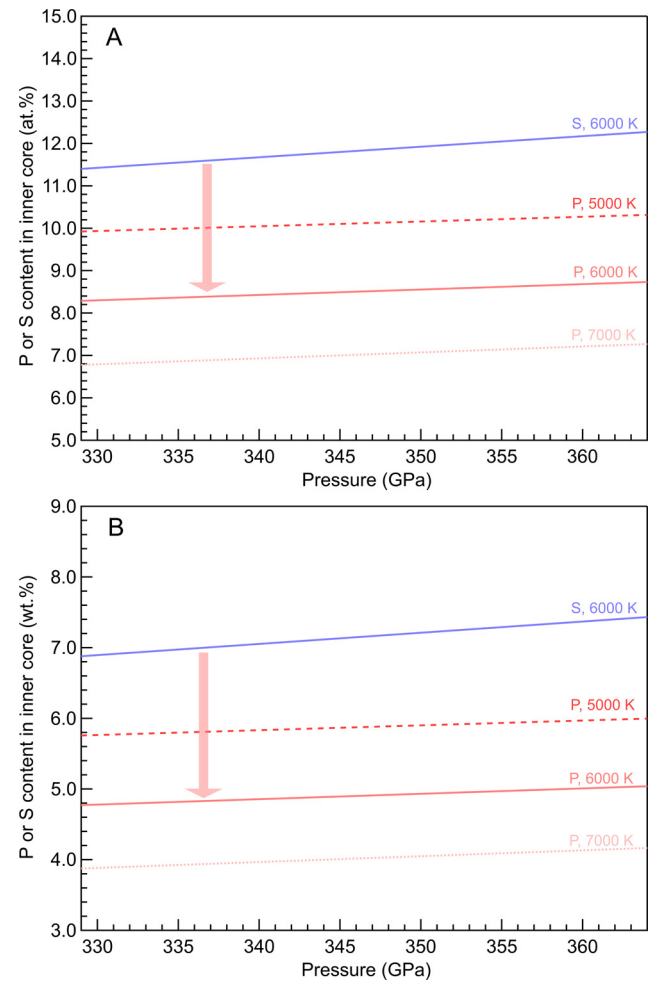 A
P or S content in inner core (at.%)
15.0
14.0
13.0
12.0
11.0
10.0
9.0
8.0
7.0
6.0
5.0
S, 6000 K
P, 5000 K
P, 6000 K
P, 7000 K
330 335 340 345 350 355 360
Pressure (GPa)
B
P or S content in inner core (wt.%)
9.0
8.0
7.0
6.0
5.0
4.0
3.0
S, 6000 K
P, 5000 K
P, 6000 K
P, 7000 K
330 335 340 345 350 355 360
Pressure (GPa)